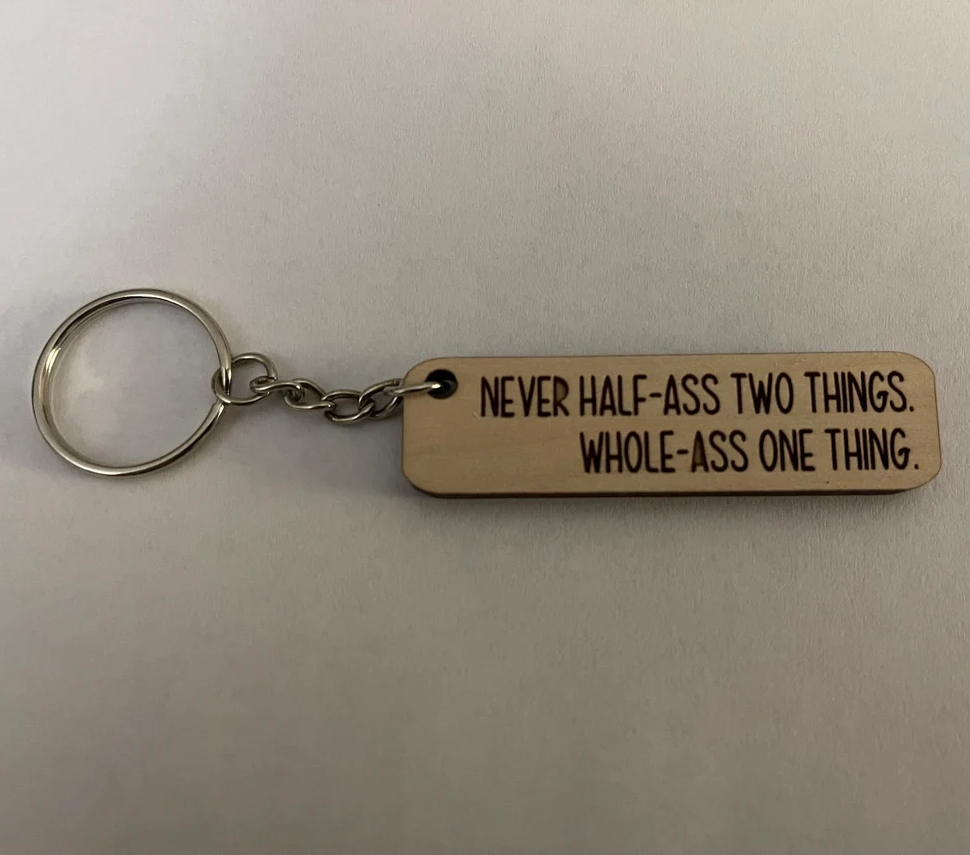 NEVER HALF-ASS TWO THINGS.
WHOLE-ASS ONE THING.